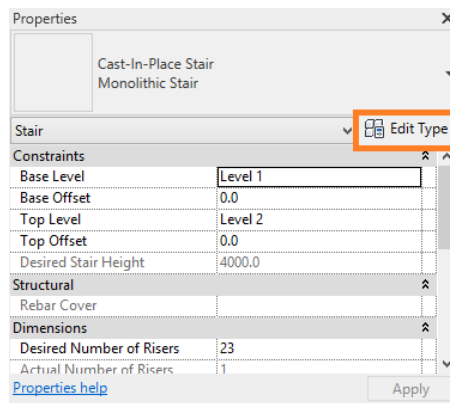 Properties
Cast-In-Place Stair
Monolithic Stair
Stair Edit Type
Constraints
Base Level Level 1
Base Offset 0.0
Top Level Level 2
Top Offset 0.0
Desired Stair Height 4000.0
Structural
Rebar Cover
Dimensions
Desired Number of Risers 23
Actual Number of Risers 1
Properties help Apply